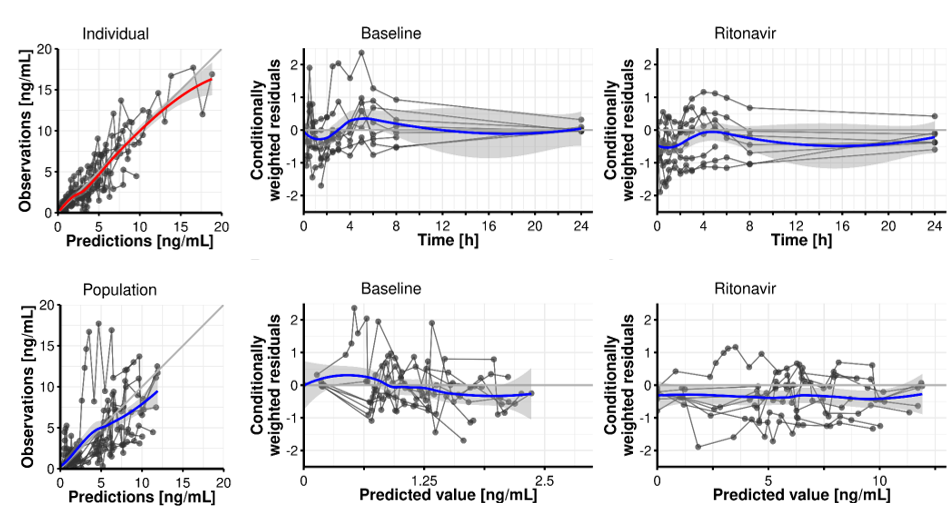 Individual
Observations [ng/mL]
20
15
10
5
0
0 5 10 15 20
Predictions [ng/mL]
Baseline
Conditionally
weighted residuals
2
1
0
-1
-2
0 4 8 12 16 20 24
Time [h]
Ritonavir
Conditionally
weighted residuals
2
1
0
-1
-2
0 4 8 12 16 20 24
Time [h]
Population
Observations [ng/mL]
20
15
10
5
0
0 5 10 15 20
Predictions [ng/mL]
Baseline
Conditionally
weighted residuals
2
1
0
-1
-2
0 1.25 2.5
Predicted value [ng/mL]
Ritonavir
Conditionally
weighted residuals
2
1
0
-1
-2
0 5 10
Predicted value [ng/mL]